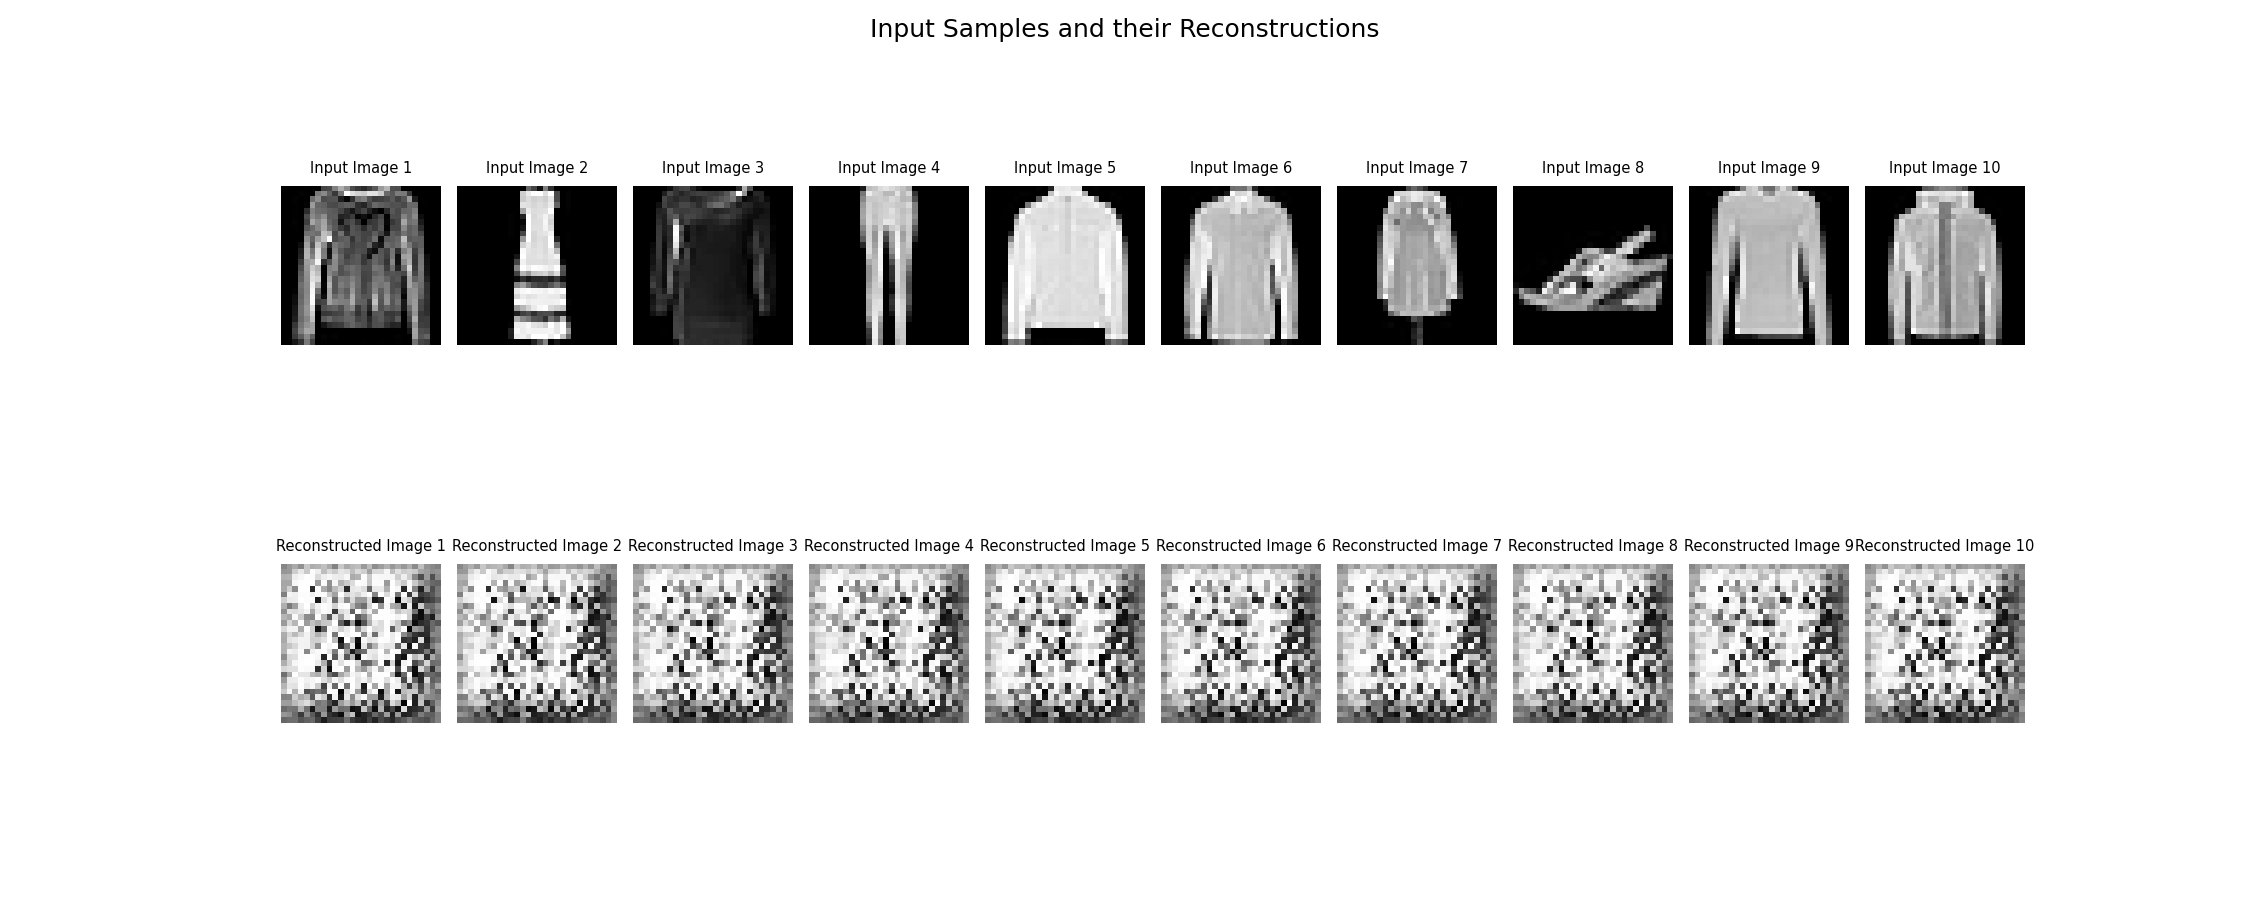 Input Samples and their Reconstructions
Input Image 1 Input Image 2 Input Image 3 Input Image 4 Input Image 5 Input Image 6 Input Image 7 Input Image 8 Input Image 9 Input Image 10
Reconstructed Image 1 Reconstructed Image 2 Reconstructed Image 3 Reconstructed Image 4 Reconstructed Image 5 Reconstructed Image 6 Reconstructed Image 7 Reconstructed Image 8 Reconstructed Image 9 Reconstructed Image 10